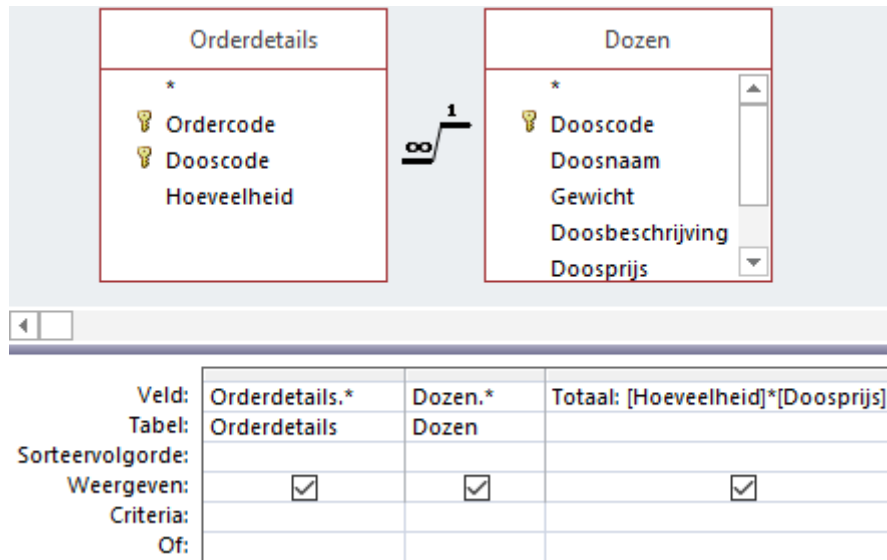 Orderdetails
*
Ordercode
Dooscode
Hoeveelheid
∞
1
Dozen
*
Dooscode
Doosnaam
Gewicht
Doosbeschrijving
Doosprijs
Veld: Orderdetails.* Dozen.* Totaal: [Hoeveelheid]*[Doosprijs]
Tabel: Orderdetails Dozen
Sorteervolgorde:
Weergeven:
Criteria:
Of: